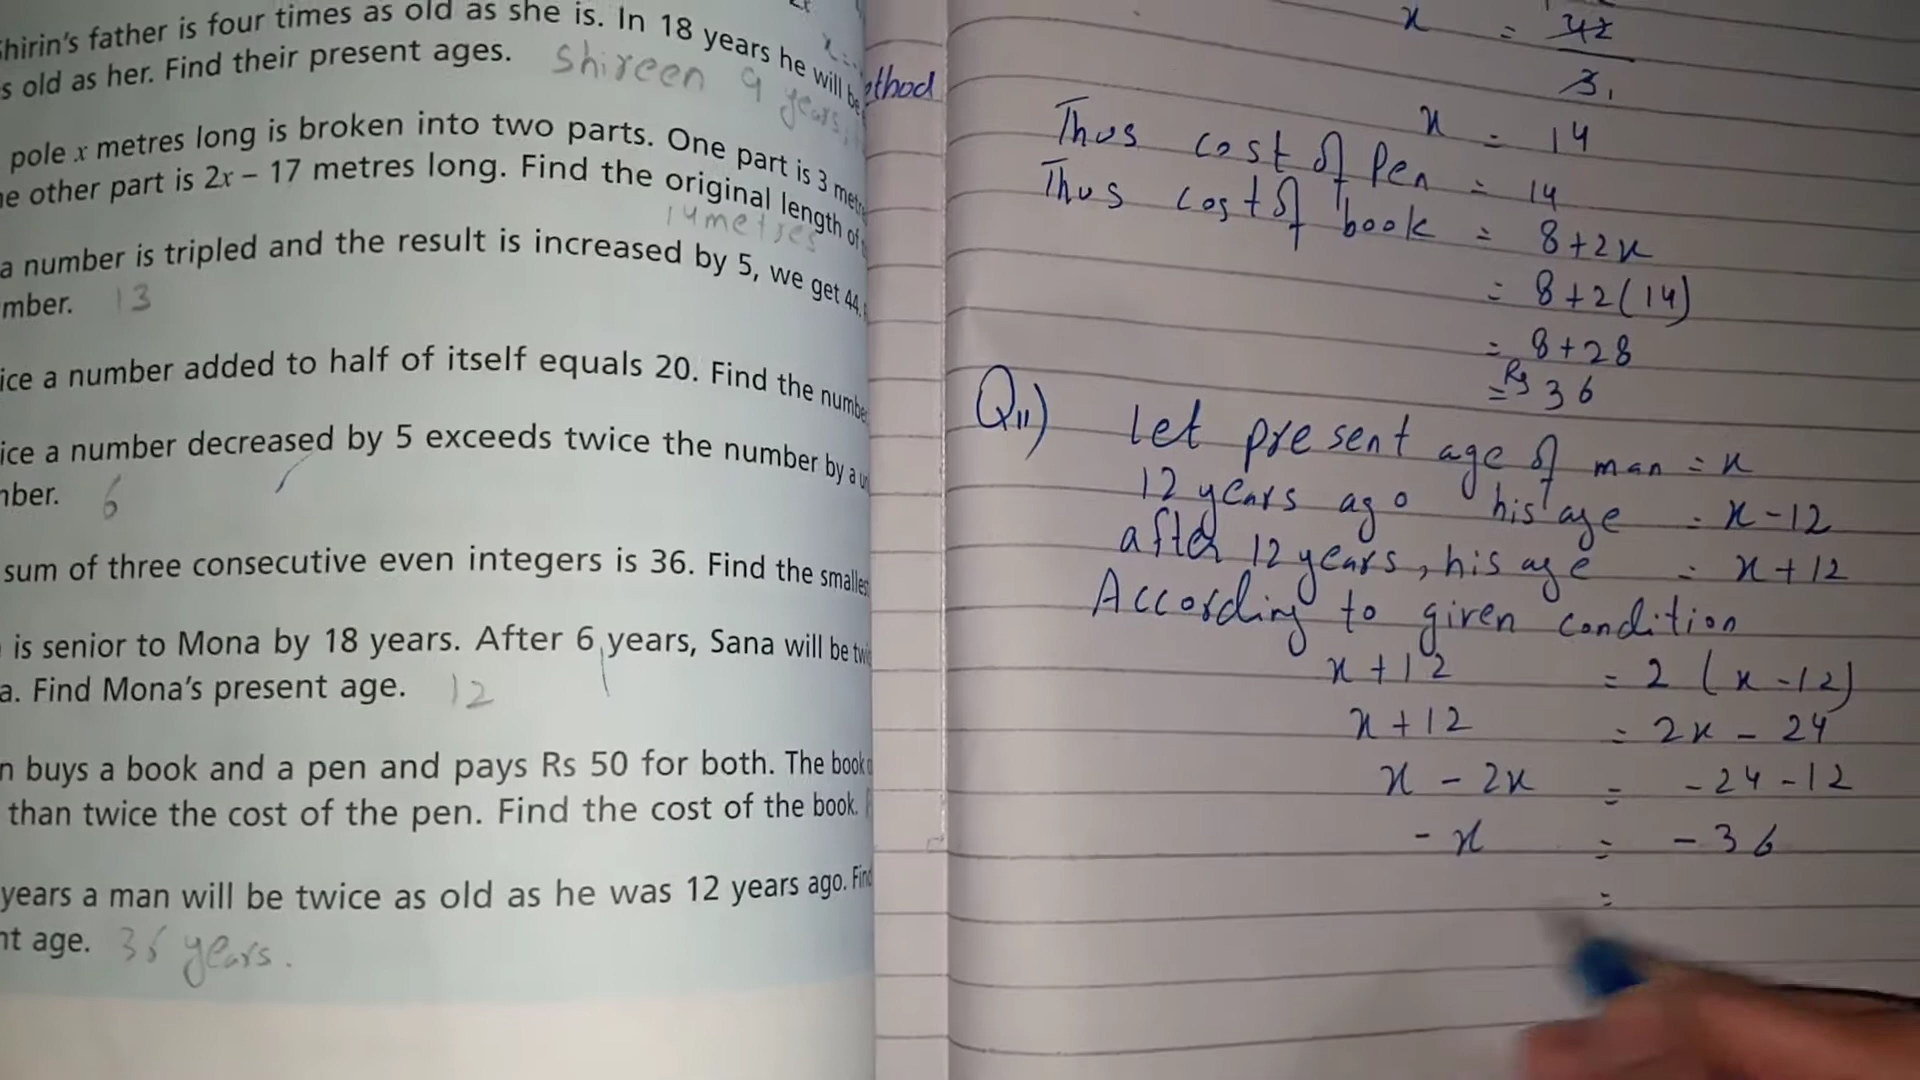 hirin's father is four times as old as she is. In 18 years he will be
s old as her. Find their present ages. Shireen 9 years
pole x metres long is broken into two parts. One part is 3 metr
e other part is 2x – 17 metres long. Find the original length of
14 metres
a number is tripled and the result is increased by 5, we get 44.
mber. 13
ice a number added to half of itself equals 20. Find the numbe
ice a number decreased by 5 exceeds twice the number by a u
ber. 6
sum of three consecutive even integers is 36. Find the smalles
is senior to Mona by 18 years. After 6 years, Sana will be tw
a. Find Mona's present age. 12
n buys a book and a pen and pays Rs 50 for both. The book
than twice the cost of the pen. Find the cost of the book.
years a man will be twice as old as he was 12 years ago. Find
nt age. 36 years.
ethod
x = 42
3
x = 14
Thus cost of Pen = 14
Thus cost of book = 8+2x
= 8+2(14)
= 8+28
= Rs 36
Q11) Let present age of man = x
12 years ago his age = x-12
after 12 years, his age = x+12
According to given condition
x+12 = 2 (x-12)
x+12 = 2x - 24
x - 2x = -24-12
-x = -36
=